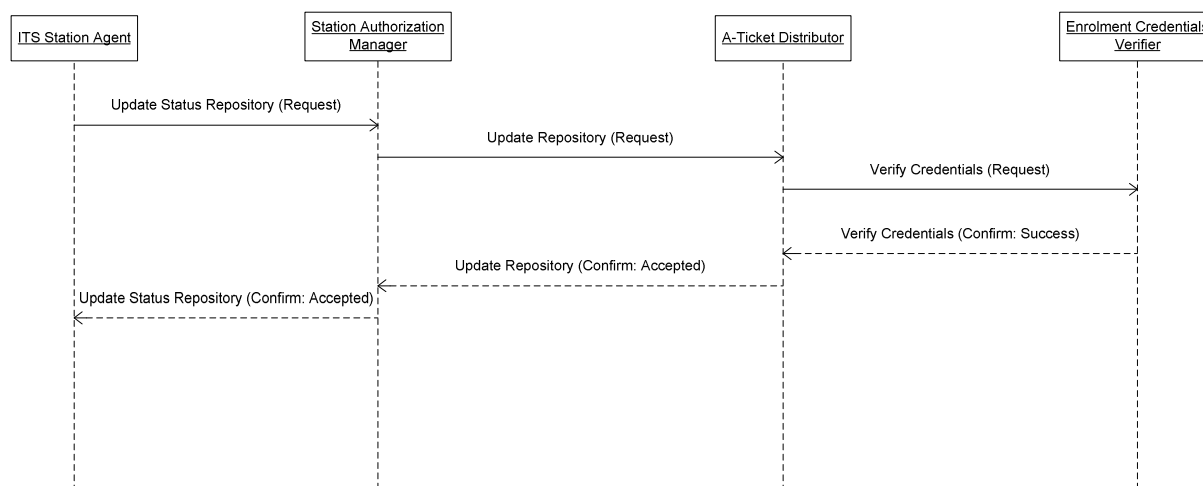 ITS Station Agent
Station Authorization
Manager
A-Ticket Distributor
Enrolment Credentials
Verifier
Update Status Repository (Request)
Update Repository (Request)
Verify Credentials (Request)
Verify Credentials (Confirm: Success)
Update Repository (Confirm: Accepted)
Update Status Repository (Confirm: Accepted)